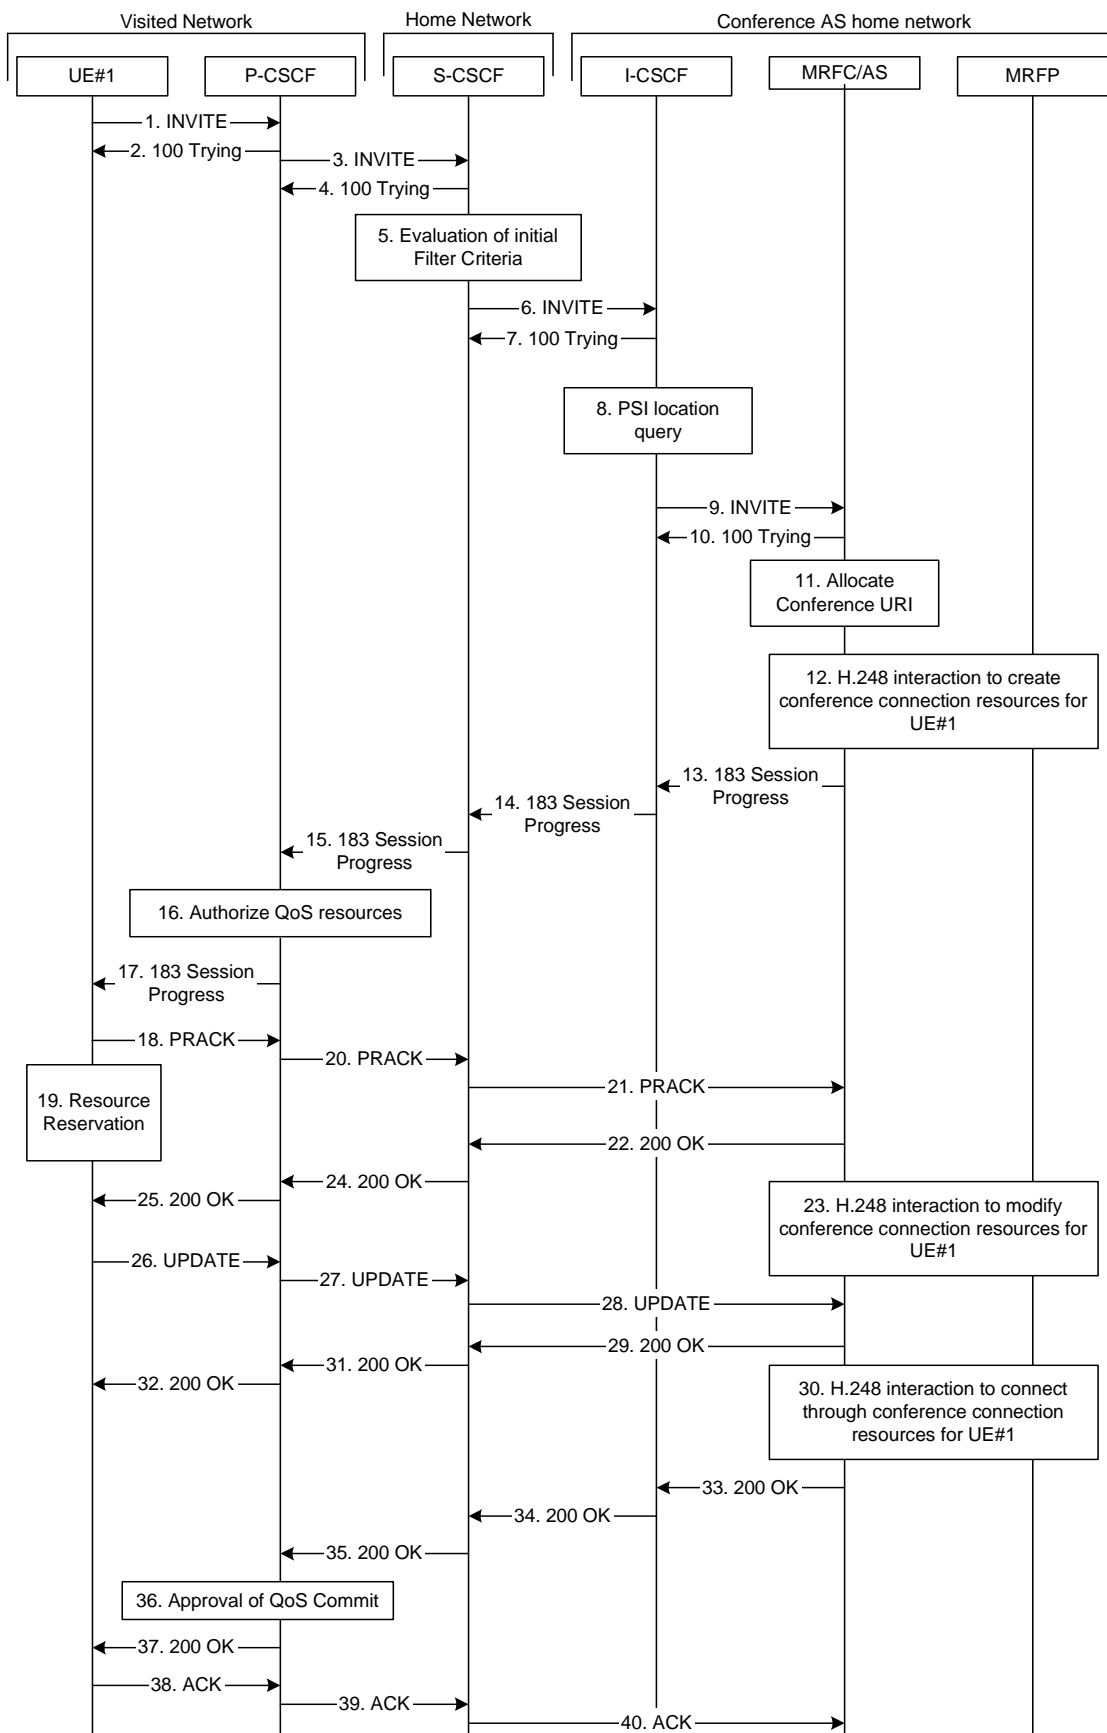 Visited Network
Home Network
Conference AS home network
UE#1
P-CSCF
S-CSCF
I-CSCF
MRFC/AS
MRFP
1. INVITE
2. 100 Trying
3. INVITE
4. 100 Trying
5. Evaluation of initial
Filter Criteria
6. INVITE
7. 100 Trying
8. PSI location
query
9. INVITE
10. 100 Trying
11. Allocate
Conference URI
12. H.248 interaction to create
conference connection resources for
UE#1
13. 183 Session
Progress
14. 183 Session
Progress
15. 183 Session
Progress
16. Authorize QoS resources
17. 183 Session
Progress
18. PRACK
19. Resource
Reservation
20. PRACK
21. PRACK
22. 200 OK
23. H.248 interaction to modify
conference connection resources for
UE#1
24. 200 OK
25. 200 OK
26. UPDATE
27. UPDATE
28. UPDATE
29. 200 OK
30. H.248 interaction to connect
through conference connection
resources for UE#1
31. 200 OK
32. 200 OK
33. 200 OK
34. 200 OK
35. 200 OK
36. Approval of QoS Commit
37. 200 OK
38. ACK
39. ACK
40. ACK